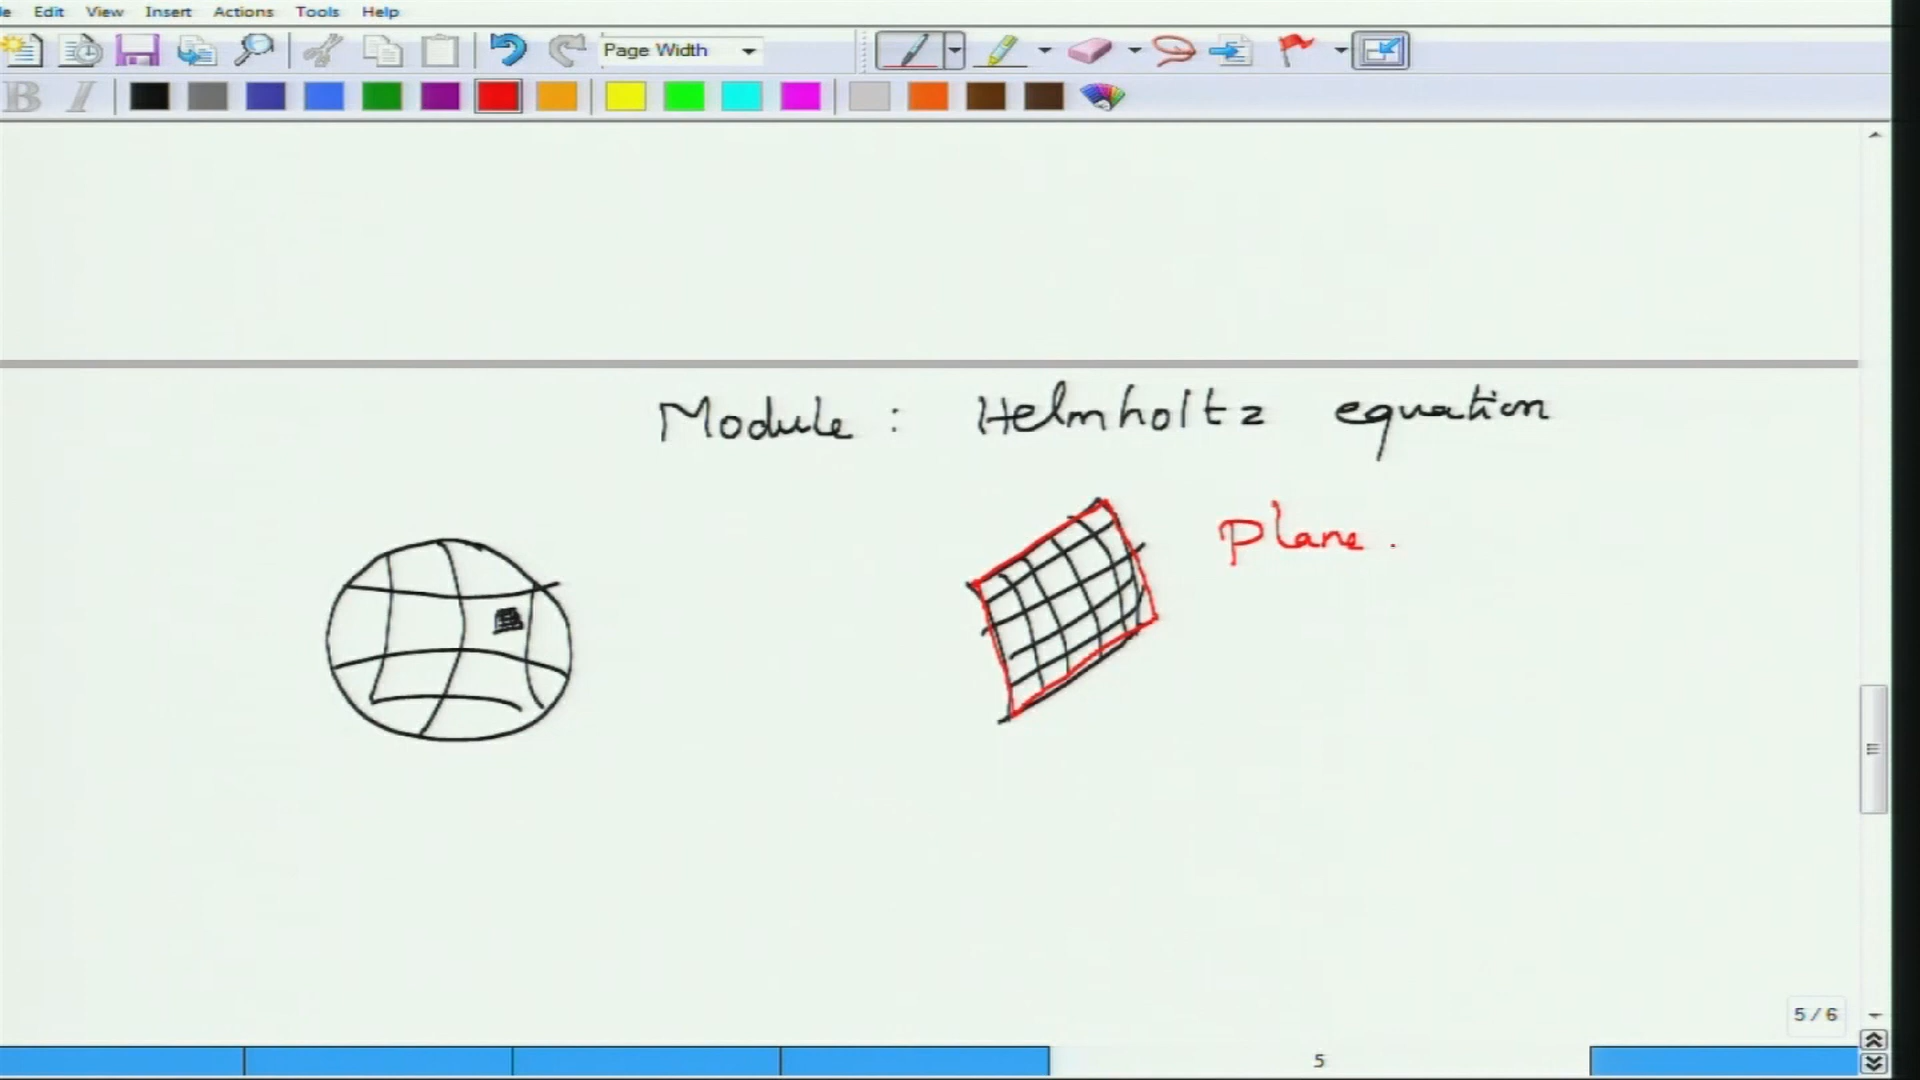 Edit View Insert Actions Tools Help
Page Width
B I
Module : Helmholtz equation
Plane .
5 / 6
5